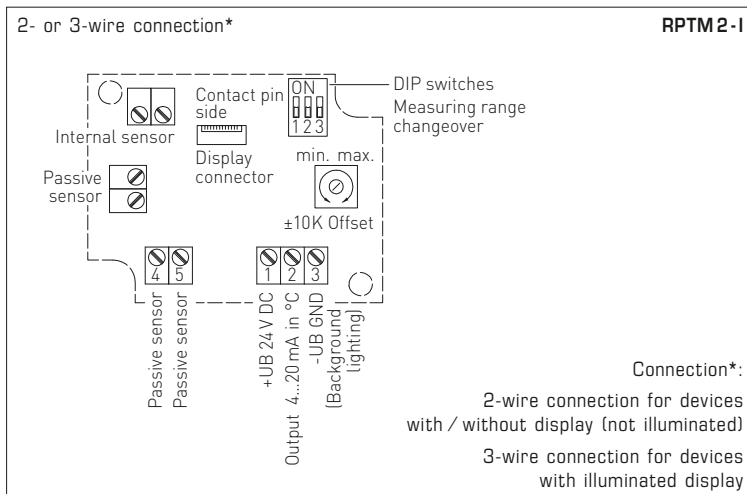 2- or 3-wire connection*
RPTM 2 - I
ON
1 2 3
DIP switches
Measuring range
changeover
Contact pin
side
Internal sensor
Display
connector
min. max.
Passive
sensor
±10K Offset
4 5
1 2 3
Passive sensor
Passive sensor
+UB 24 V DC
Output 4...20 mA in °C
-UB GND
(Background
lighting)
Connection*:
2-wire connection for devices
with / without display (not illuminated)
3-wire connection for devices
with illuminated display